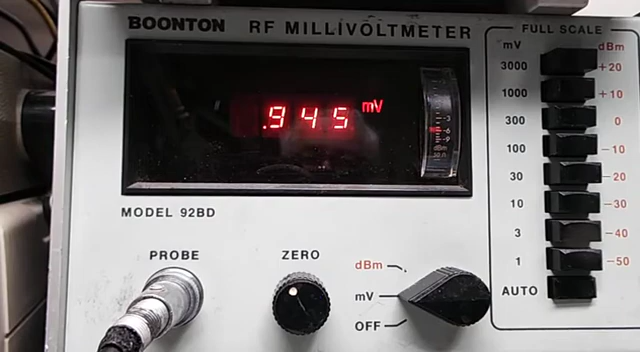 BOONTON RF MILLIVOLTMETER
.945 mV
MODEL 92BD
PROBE
ZERO
dBm
mV
OFF
FULL SCALE
mV dBm
3000 +20
1000 +10
300 0
100 -10
30 -20
10 -30
3 -40
1 -50
AUTO